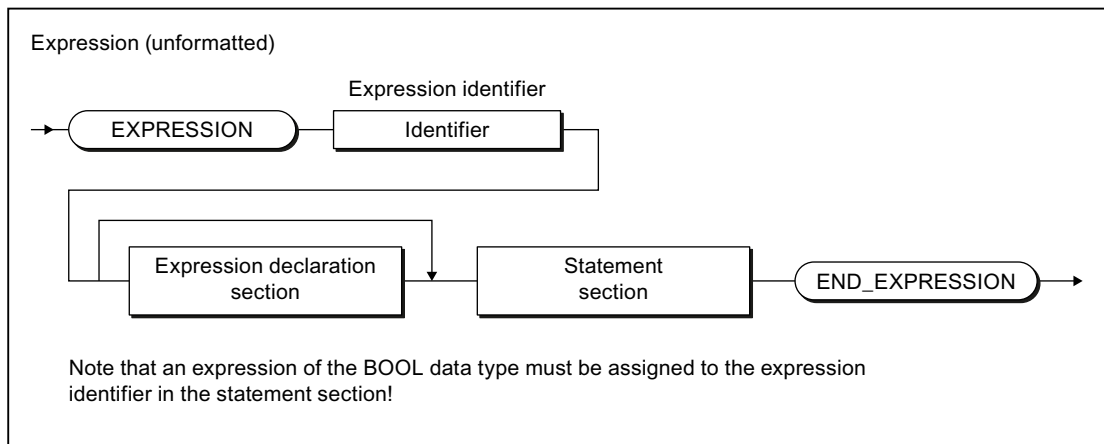 Expression (unformatted)
Expression identifier
EXPRESSION
Identifier
Expression declaration
section
Statement
section
END_EXPRESSION
Note that an expression of the BOOL data type must be assigned to the expression
identifier in the statement section!